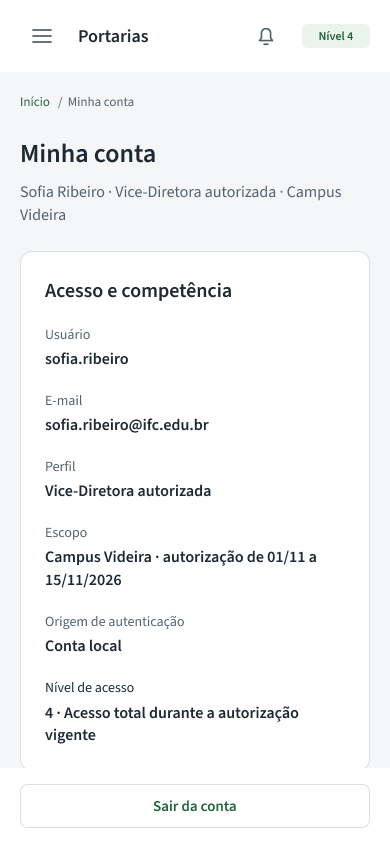 Portarias
Nível 4
Início / Minha conta
Minha conta
Sofia Ribeiro · Vice-Diretora autorizada · Campus
Videira
Acesso e competência
Usuário
sofia.ribeiro
E-mail
sofia.ribeiro@ifc.edu.br
Perfil
Vice-Diretora autorizada
Escopo
Campus Videira · autorização de 01/11 a
15/11/2026
Origem de autenticação
Conta local
Nível de acesso
4 · Acesso total durante a autorização
vigente
Sair da conta